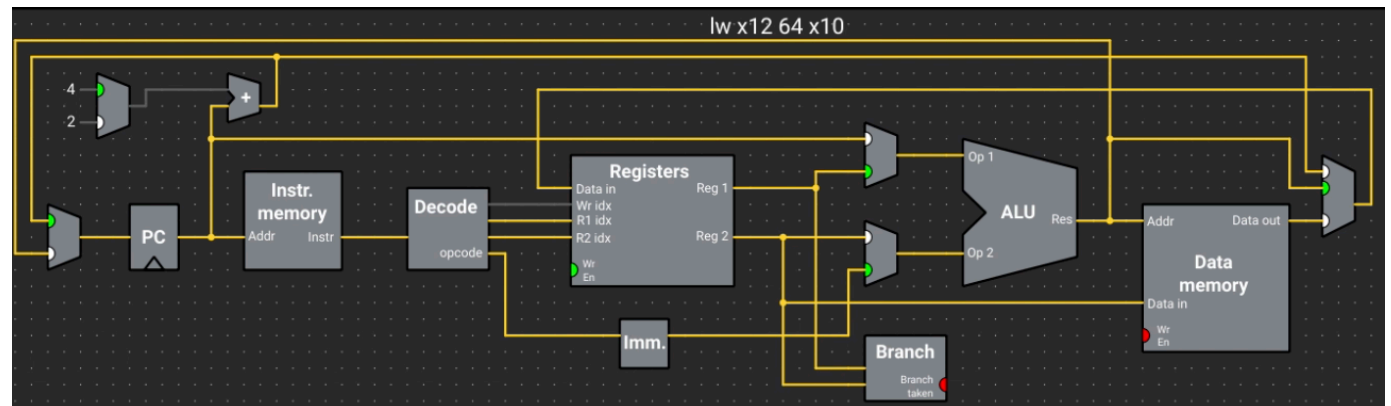 lw x12 64 x10
4
2
+
PC
Instr.
memory
Addr
Instr
Decode
opcode
Registers
Data in
Wr idx
R1 idx
R2 idx
Wr
En
Reg 1
Reg 2
Imm.
Op 1
Op 2
ALU
Res
Branch
Branch
taken
Addr
Data out
Data
memory
Data in
Wr
En